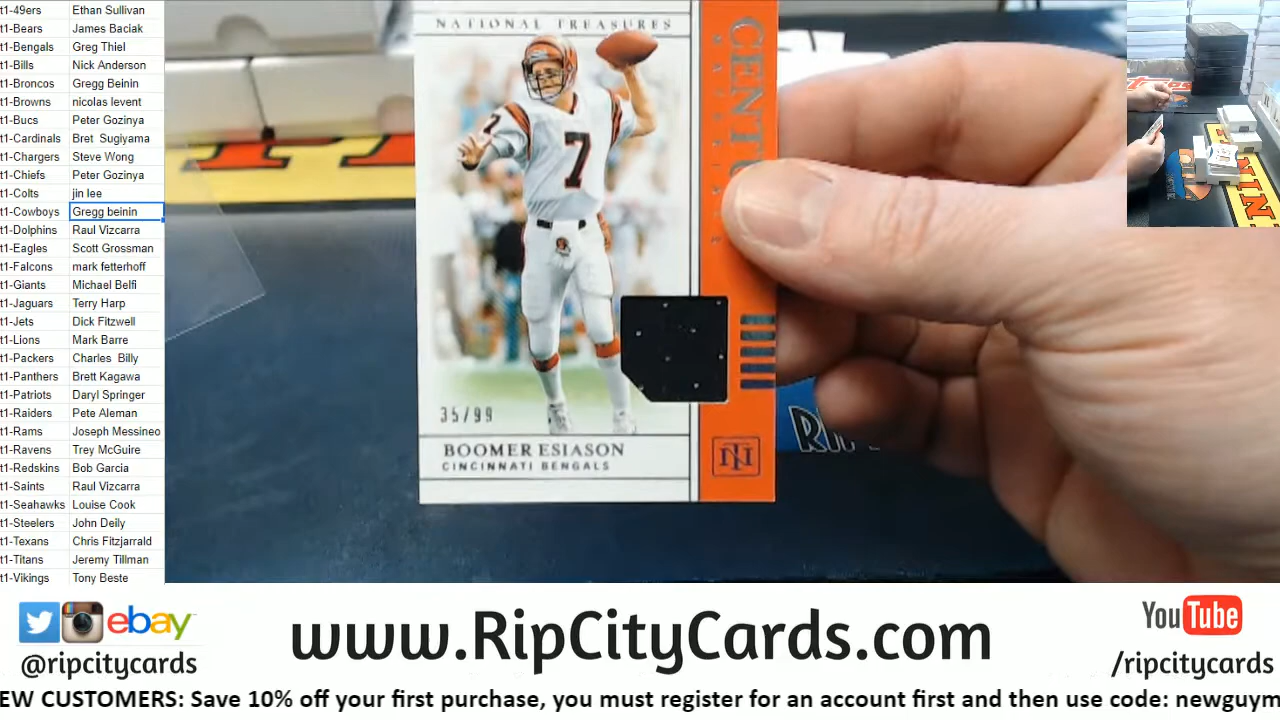 t1-49ers Ethan Sullivan
t1-Bears James Baciak
t1-Bengals Greg Thiel
t1-Bills Nick Anderson
t1-Broncos Gregg Beinin
t1-Browns nicolas levent
t1-Bucs Peter Gozinya
t1-Cardinals Bret Sugiyama
t1-Chargers Steve Wong
t1-Chiefs Peter Gozinya
t1-Colts jin lee
t1-Cowboys Gregg beinin
t1-Dolphins Raul Vizcarra
t1-Eagles Scott Grossman
t1-Falcons mark fetterhoff
t1-Giants Michael Belfi
t1-Jaguars Terry Harp
t1-Jets Dick Fitzwell
t1-Lions Mark Barre
t1-Packers Charles Billy
t1-Panthers Brett Kagawa
t1-Patriots Daryl Springer
t1-Raiders Pete Aleman
t1-Rams Joseph Messineo
t1-Ravens Trey McGuire
t1-Redskins Bob Garcia
t1-Saints Raul Vizcarra
t1-Seahawks Louise Cook
t1-Steelers John Deily
t1-Texans Chris Fitzjarrald
t1-Titans Jeremy Tillman
t1-Vikings Tony Beste
NATIONAL TREASURES
CENTU
7
7
35/99
BOOMER ESIASON
CINCINNATI BENGALS
NT
ebay
@ripcitycards
www.RipCityCards.com
YouTube
/ripcitycards
EW CUSTOMERS: Save 10% off your first purchase, you must register for an account first and then use code: newguym